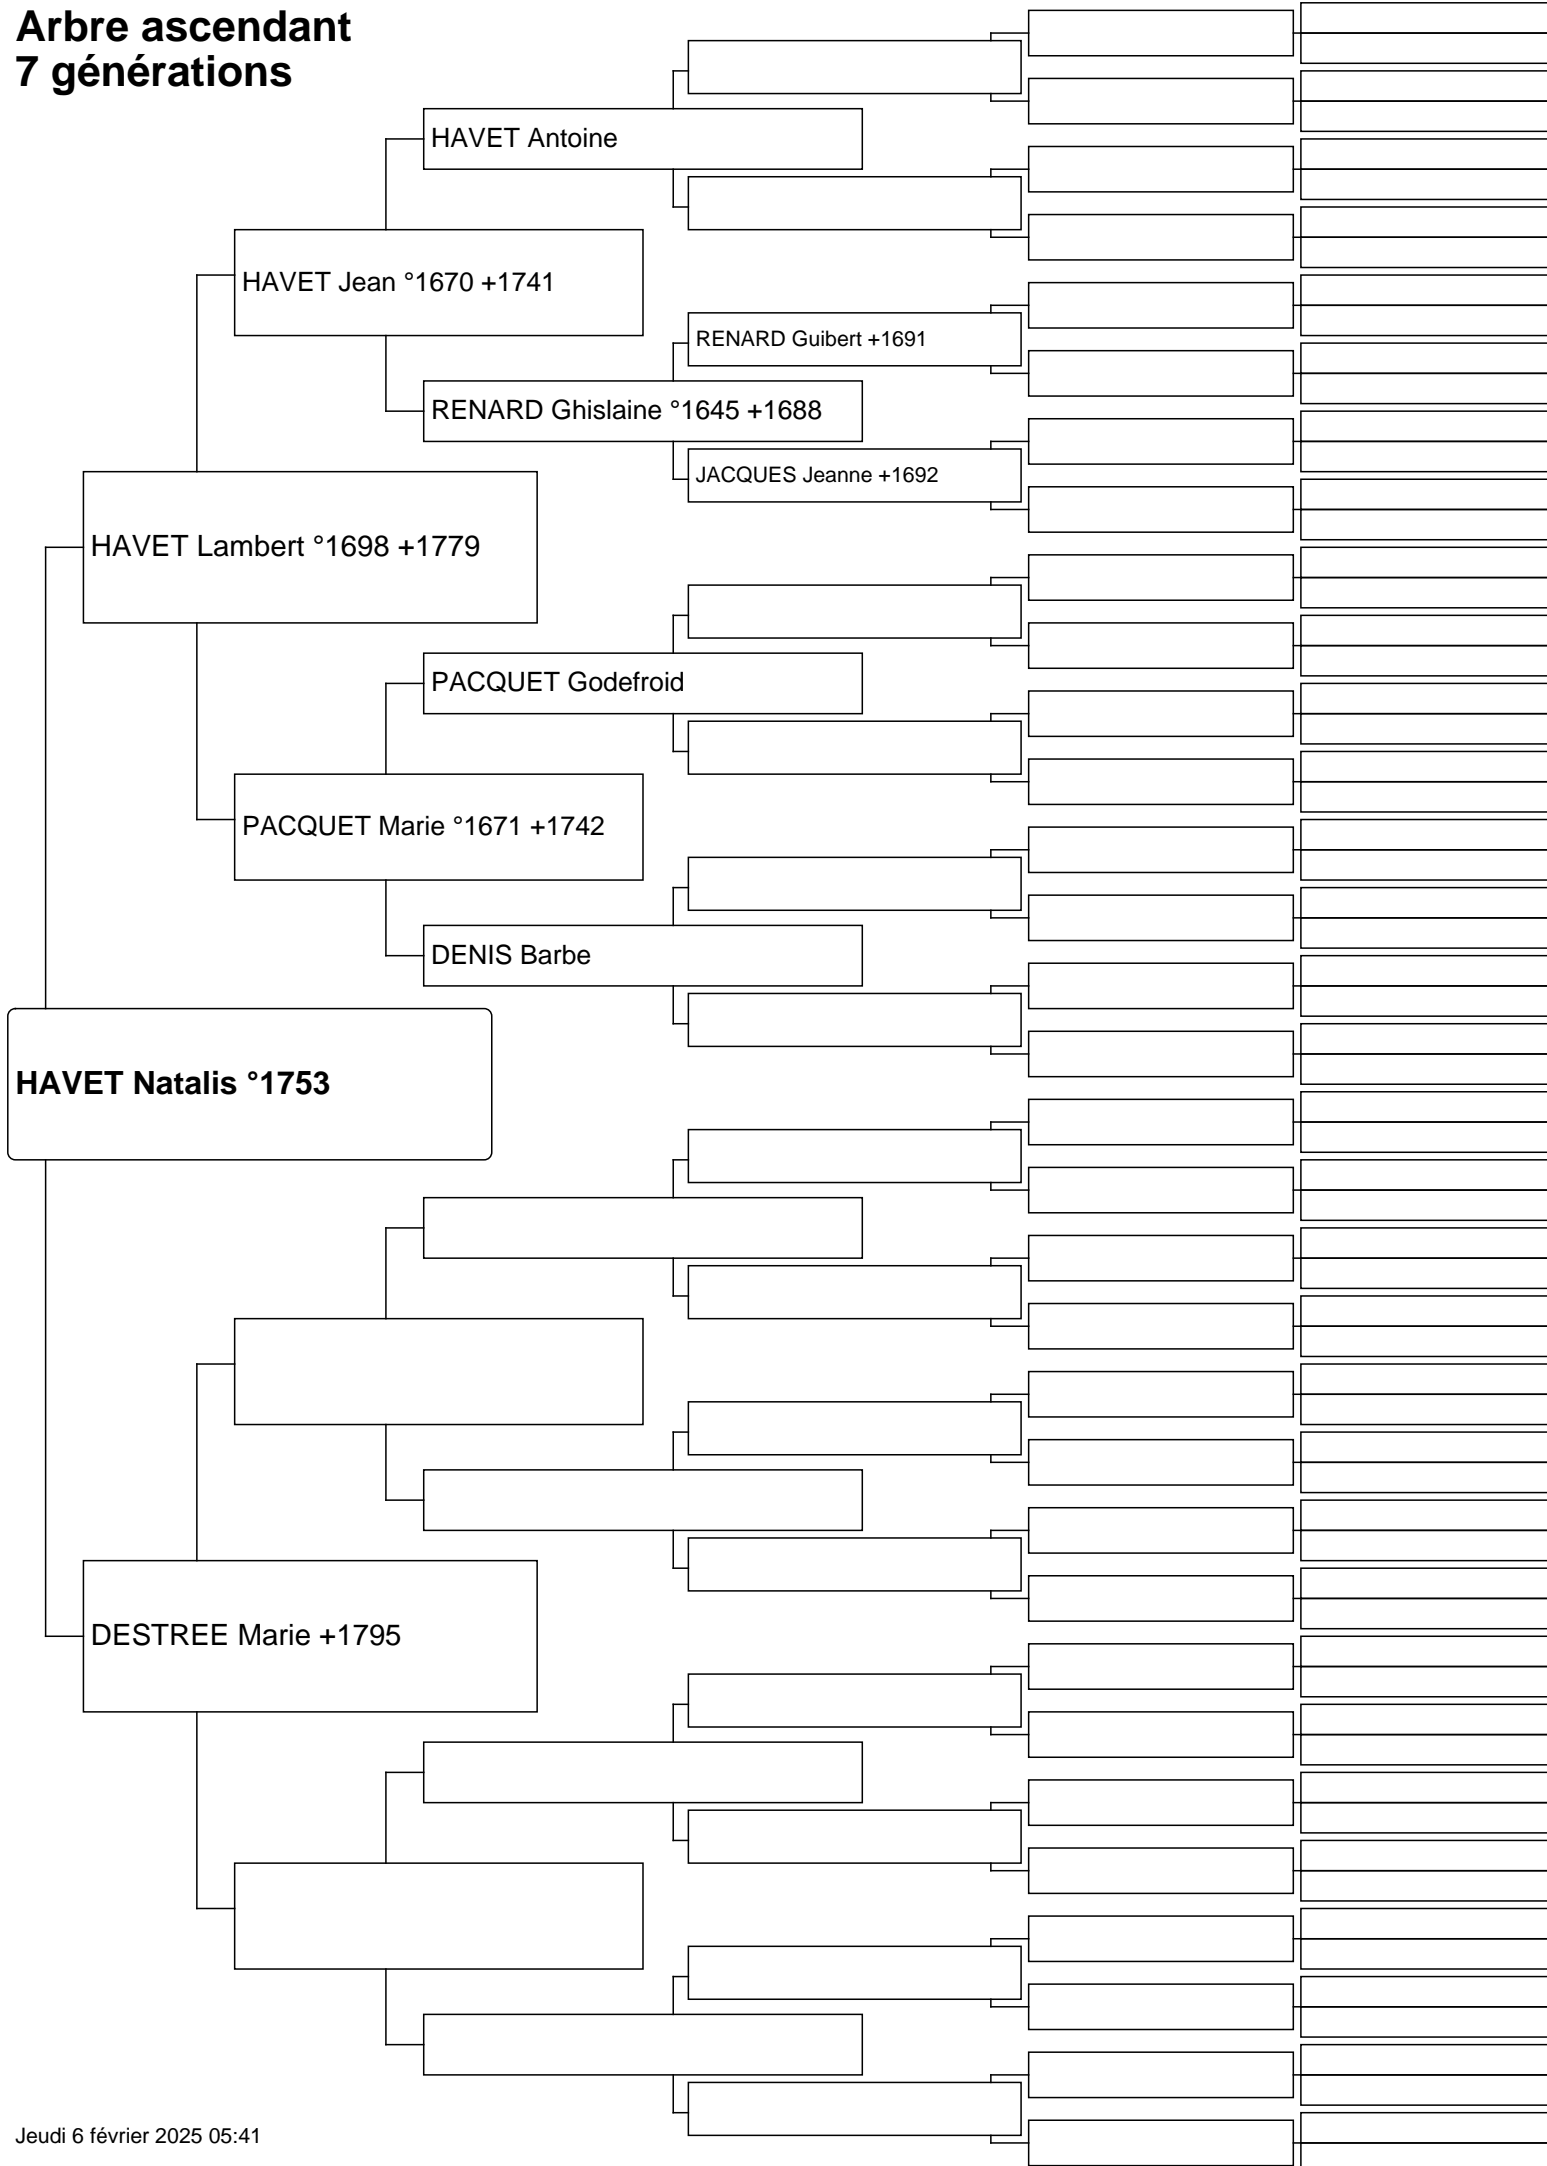 Arbre ascendant
7 générations
HAVET Antoine
HAVET Jean °1670 +1741
RENARD Guibert +1691
RENARD Ghislaine °1645 +1688
JACQUES Jeanne +1692
HAVET Lambert °1698 +1779
PACQUET Godefroid
PACQUET Marie °1671 +1742
DENIS Barbe
HAVET Natalis °1753
DESTREE Marie +1795
Jeudi 6 février 2025 05:41